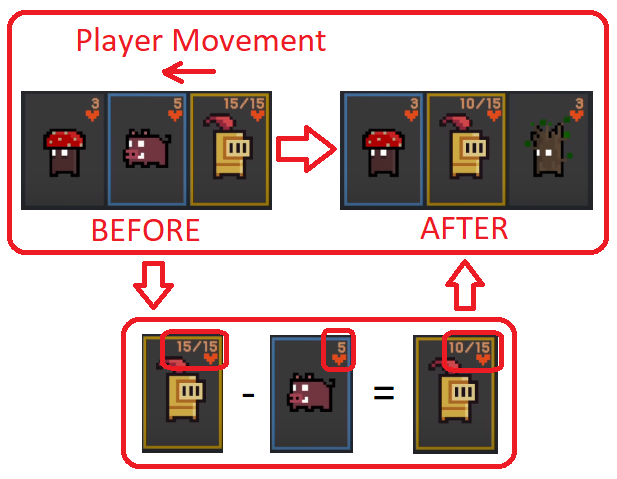 Player Movement
3 5 15/15 3 10/15 3
BEFORE AFTER
15/15 5 10/15
- =